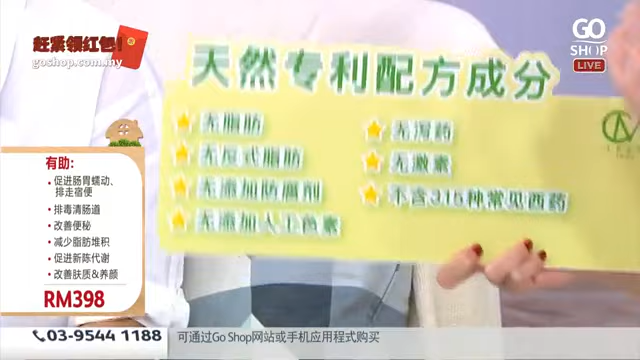 赶紧领红包!
goshop.com.my
GO
SHOP
LIVE
天然专利配方成分
无脂肪
无反式脂肪
无添加防腐剂
无添加人工色素
无泻药
无激素
不含215种常见西药
有助:
• 促进肠胃蠕动、
排走宿便
• 排毒清肠道
• 改善便秘
• 减少脂肪堆积
• 促进新陈代谢
• 改善肤质&养颜
RM398
03-9544 1188
可通过Go Shop网站或手机应用程式购买